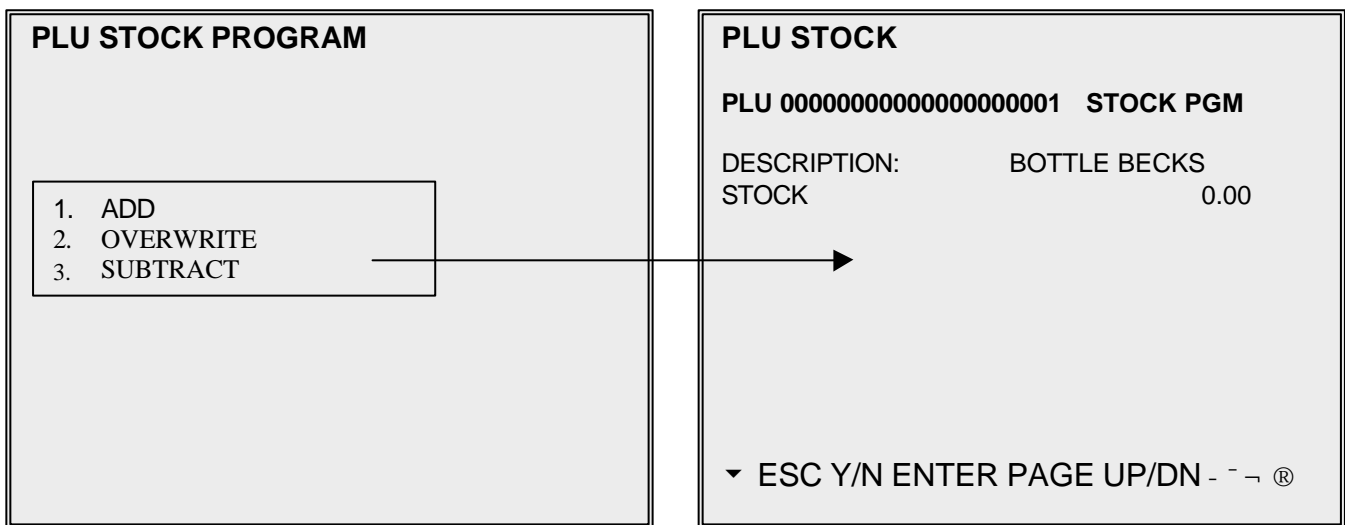 PLU STOCK PROGRAM
1. ADD
2. OVERWRITE
3. SUBTRACT
PLU STOCK
PLU 00000000000000000001 STOCK PGM
DESCRIPTION: BOTTLE BECKS
STOCK 0.00
▾ ESC Y/N ENTER PAGE UP/DN - ¯ ¬ ®